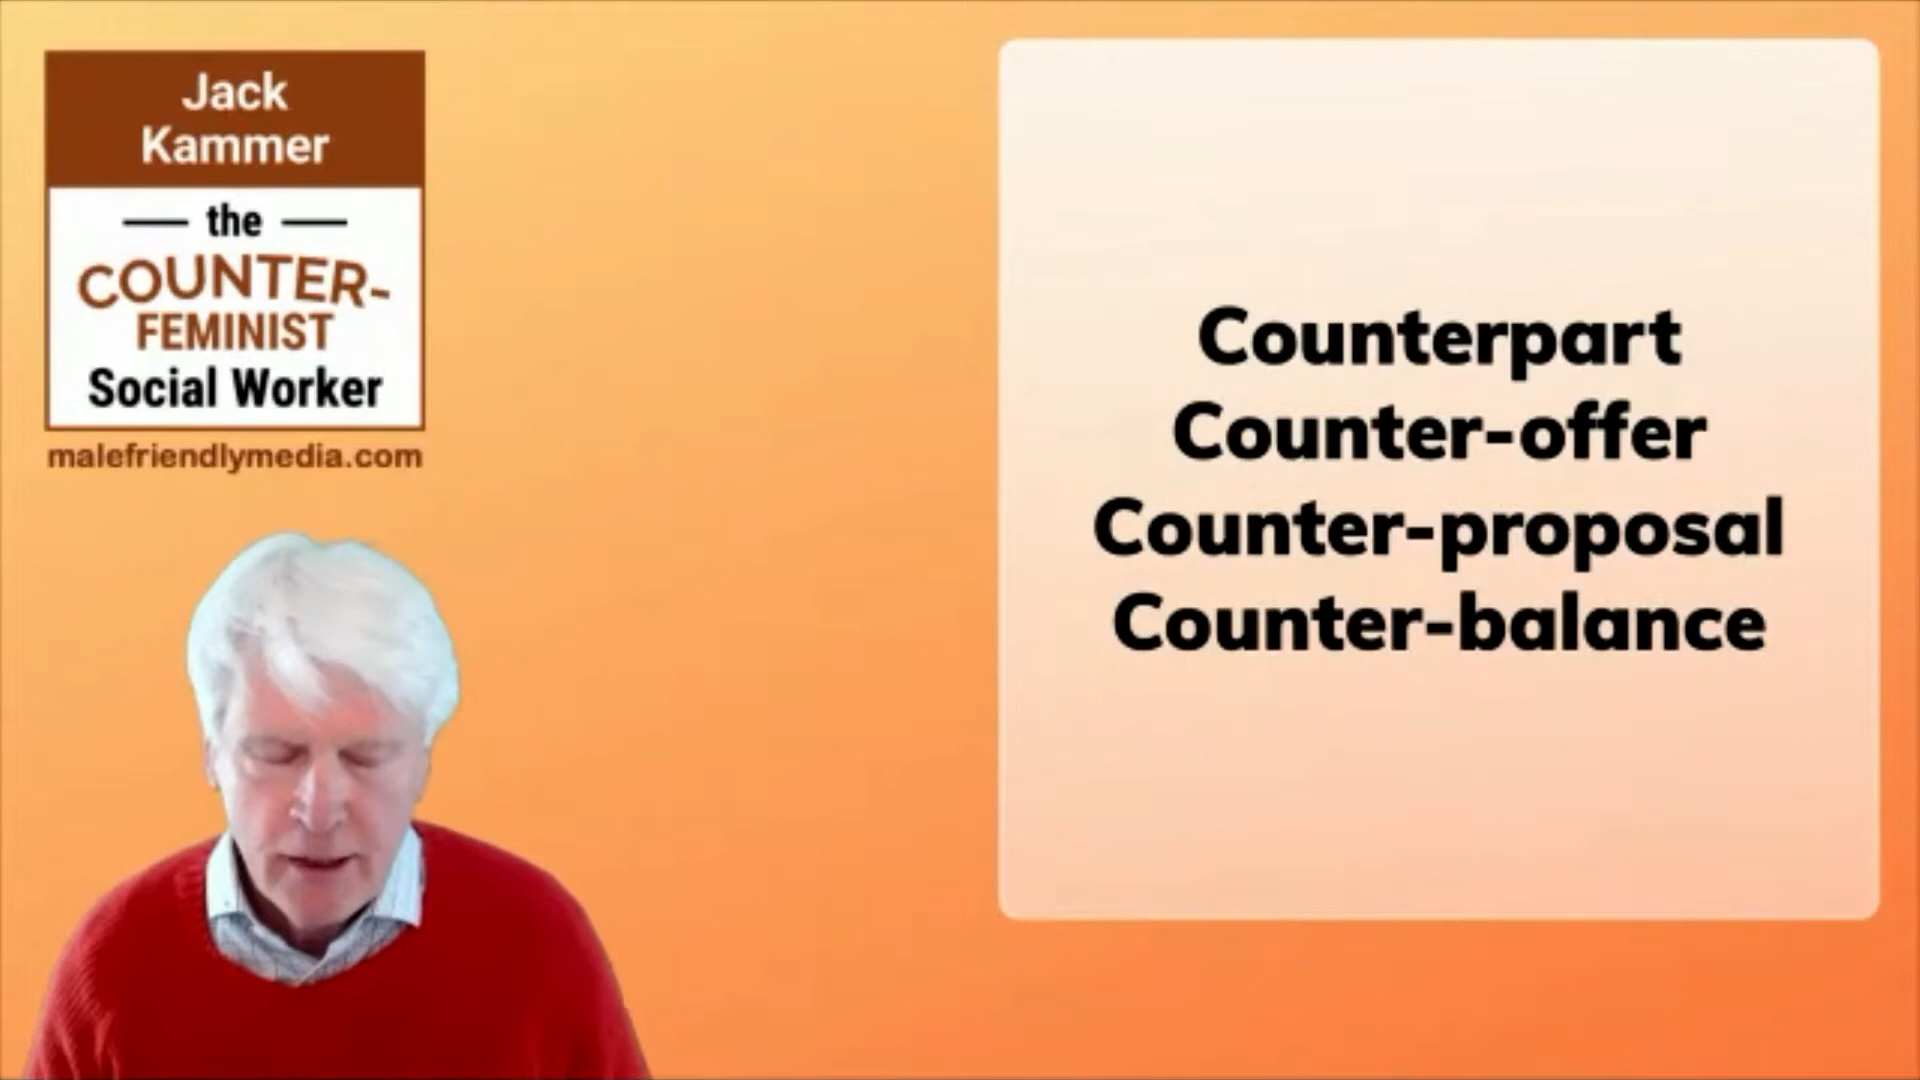 Jack
Kammer
the
COUNTER-
FEMINIST
Social Worker
malefriendlymedia.com
Counterpart
Counter-offer
Counter-proposal
Counter-balance